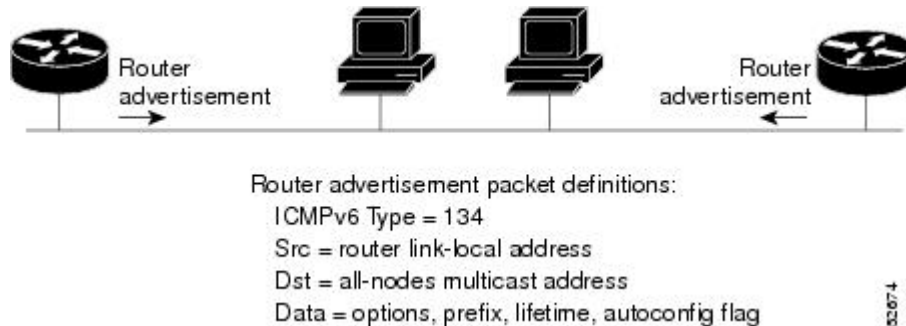 Router
advertisement
Router
advertisement
Router advertisement packet definitions:
ICMPv6 Type = 134
Src = router link-local address
Dst = all-nodes multicast address
Data = options, prefix, lifetime, autoconfig flag
52674